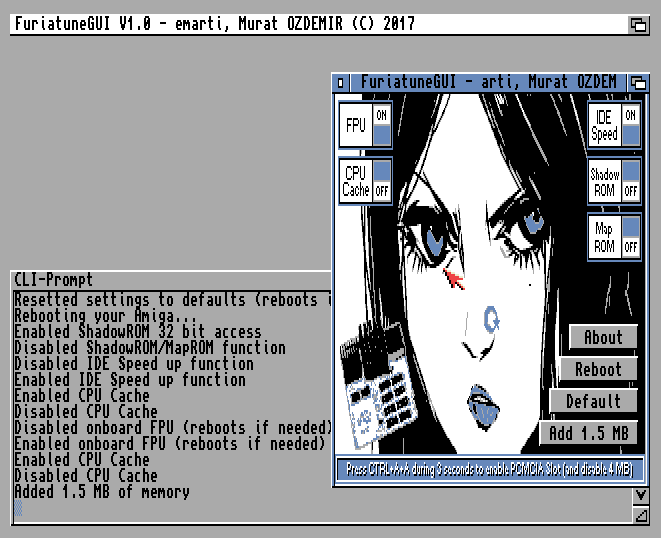 FuriatuneGUI V1.0 - emarti, Murat OZDEMIR (C) 2017
FuriatuneGUI - arti, Murat OZDEM
FPU
ON
IDE
Speed
ON
CPU
Cache
OFF
Shadow
ROM
OFF
Map
ROM
OFF
About
Reboot
Default
Add 1.5 MB
Press CTRL+A+A during 3 seconds to enable PCMCIA Slot (and disable 4 MB)
CLI-Prompt
Resetted settings to defaults (reboots
Rebooting your Amiga...
Enabled ShadowROM 32 bit access
Disabled ShadowROM/MapROM function
Disabled IDE Speed up function
Enabled IDE Speed up function
Enabled CPU Cache
Disabled CPU Cache
Disabled onboard FPU (reboots if needed)
Enabled onboard FPU (reboots if needed)
Enabled CPU Cache
Disabled CPU Cache
Added 1.5 MB of memory